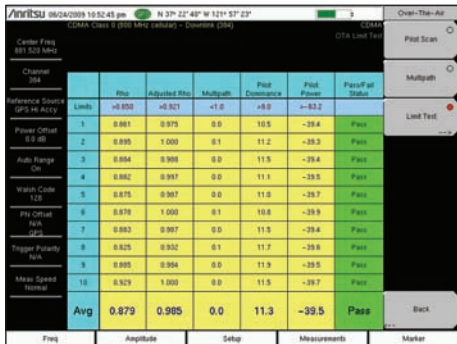 /inritsu 06/24/2009 10:52:45 pm GPS N 37° 22' 40" W 121° 57' 23"
Over-The-Air
CDMA Class 0 (800 MHz cellular) - Downlink (384)
CDMA
OTA Limit Test
Center Freq
881.520 MHz
Channel
384
Reference Source
GPS Hi Accy
Power Offset
0.0 dB
Auto Range
On
Walsh Code
128
PN Offset
N/A
GPS
Trigger Polarity
N/A
Meas Speed
Normal
Rho Adjusted Rho Multipath Pilot Dominance Pilot Power Pass/Fail Status
Limits >0.850 >0.921 <1.0 >9.0 >-83.2
1 0.861 0.975 0.0 10.5 -39.4 Pass
2 0.895 1.000 0.1 11.2 -39.3 Pass
3 0.884 0.988 0.0 11.5 -39.4 Pass
4 0.882 0.997 0.0 11.1 -39.5 Pass
5 0.875 0.987 0.0 11.5 -39.7 Pass
6 0.878 1.000 0.1 10.8 -39.9 Pass
7 0.883 0.987 0.0 11.5 -39.4 Pass
8 0.825 0.932 0.1 11.7 -39.6 Pass
9 0.885 0.984 0.0 11.9 -39.5 Pass
10 0.929 1.000 0.0 11.5 -39.7 Pass
Avg 0.879 0.985 0.0 11.3 -39.5 Pass
Pilot Scan
Multipath
Limit Test
-->
Back
<--
Freq Amplitude Setup Measurements Marker